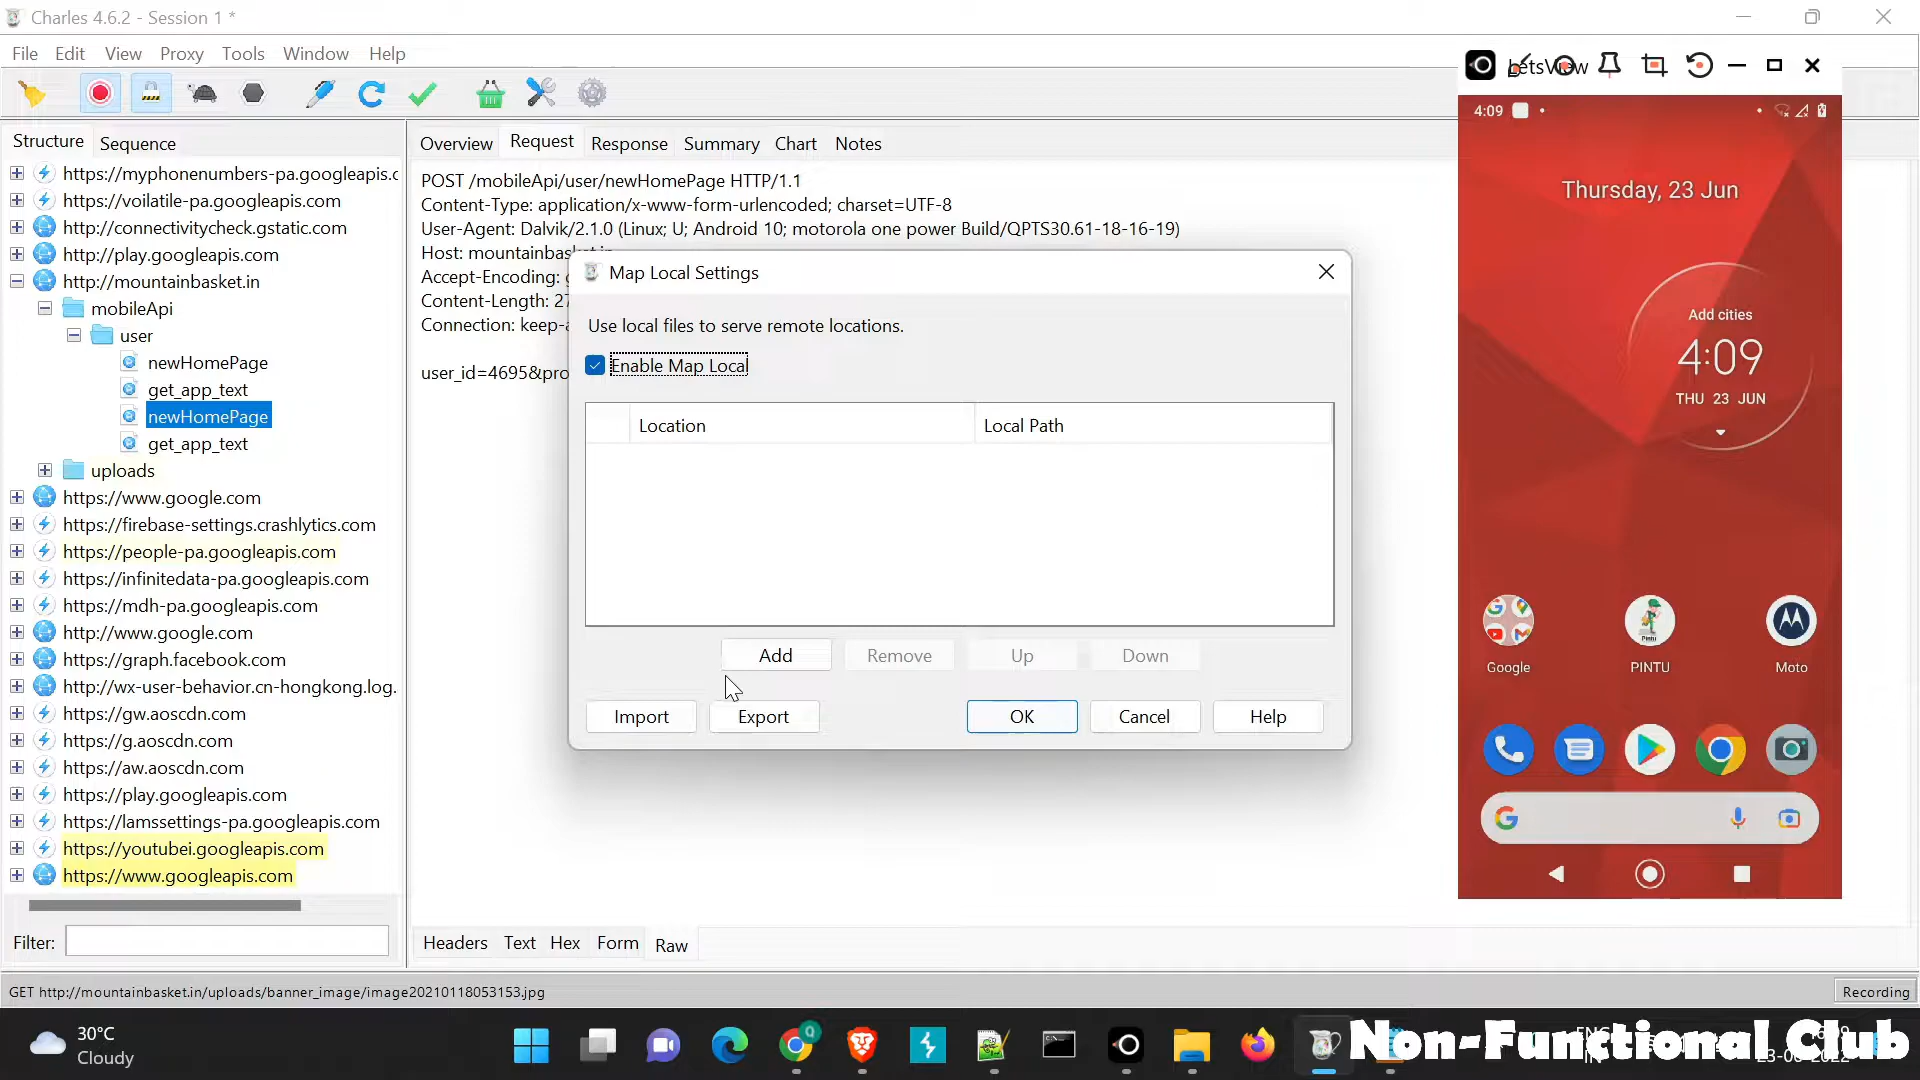 Charles 4.6.2 - Session 1 *
File Edit View Proxy Tools Window Help
Structure
Sequence
https://myphonenumbers-pa.googleapis.c
https://voilatile-pa.googleapis.com
http://connectivitycheck.gstatic.com
http://play.googleapis.com
http://mountainbasket.in
mobileApi
user
newHomePage
get_app_text
newHomePage
get_app_text
uploads
https://www.google.com
https://firebase-settings.crashlytics.com
https://people-pa.googleapis.com
https://infinitedata-pa.googleapis.com
https://mdh-pa.googleapis.com
http://www.google.com
https://graph.facebook.com
http://wx-user-behavior.cn-hongkong.log.
https://gw.aoscdn.com
https://g.aoscdn.com
https://aw.aoscdn.com
https://play.googleapis.com
https://lamssettings-pa.googleapis.com
https://youtubei.googleapis.com
https://www.googleapis.com
Filter:
Overview Request Response Summary Chart Notes
POST /mobileApi/user/newHomePage HTTP/1.1
Content-Type: application/x-www-form-urlencoded; charset=UTF-8
User-Agent: Dalvik/2.1.0 (Linux; U; Android 10; motorola one power Build/QPTS30.61-18-16-19)
Host: mountainbasket.in
Accept-Encoding:
Content-Length: 27
Connection: keep-a
user_id=4695&pro
Map Local Settings
Use local files to serve remote locations.
Enable Map Local
Location Local Path
Add Remove Up Down
Import Export OK Cancel Help
Headers Text Hex Form Raw
LetsView
4:09
Thursday, 23 Jun
Add cities
4:09
THU 23 JUN
Google
Pintu
PINTU
Moto
GET http://mountainbasket.in/uploads/banner_image/image20210118053153.jpg
Recording
30°C
Cloudy
Non-Functional Club